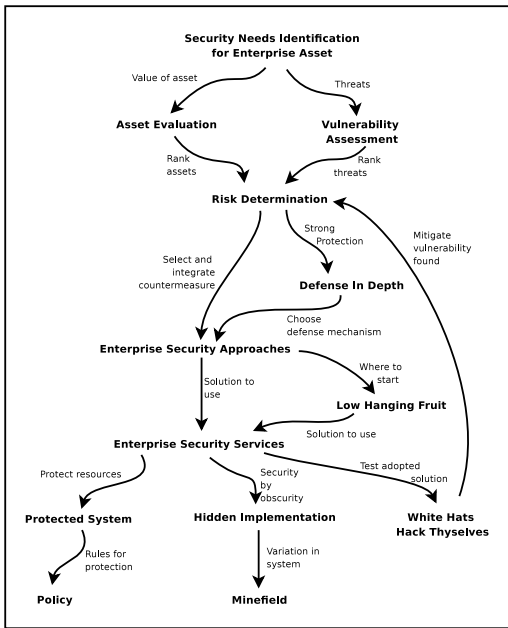 Security Needs Identification
for Enterprise Asset
Value of asset
Threats
Asset Evaluation
Vulnerability
Assessment
Rank
assets
Rank
threats
Risk Determination
Strong
Protection
Mitigate
vulnerability
found
Select and
integrate
countermeasure
Defense In Depth
Choose
defense mechanism
Enterprise Security Approaches
Where to
start
Solution to
use
Low Hanging Fruit
Solution to use
Enterprise Security Services
Protect resources
Security
by
obscurity
Test adopted
solution
Protected System
Hidden Implementation
White Hats
Hack Thyselves
Rules for
protection
Variation in
system
Policy
Minefield